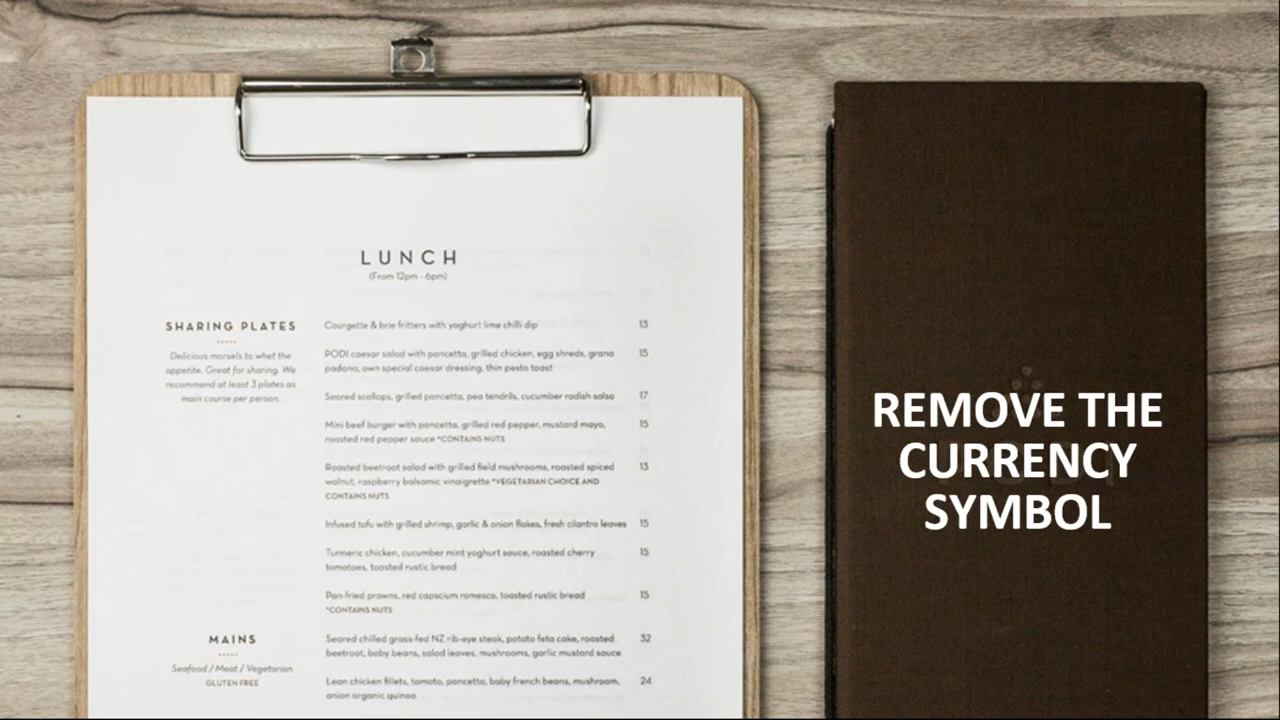 LUNCH
(From 12pm - 6pm)
SHARING PLATES
Delicious morsels to whet the
appetite. Great for sharing. We
recommend at least 3 plates as
main course per person.
Courgette & brie fritters with yoghurt lime chilli dip 13
PODI caesar salad with pancetta, grilled chicken, egg shreds, grana 15
padano, own special caesar dressing, thin pesto toast
Seared scallops, grilled pancetta, pea tendrils, cucumber radish salsa 17
Mini beef burger with pancetta, grilled red pepper, mustard mayo, 15
roasted red pepper sauce *CONTAINS NUTS
Roasted beetroot salad with grilled field mushrooms, roasted spiced 13
walnut, raspberry balsamic vinaigrette *VEGETARIAN CHOICE AND
CONTAINS NUTS
Infused tofu with grilled shrimp, garlic & onion flakes, fresh cilantro leaves 15
Turmeric chicken, cucumber mint yoghurt sauce, roasted cherry 15
tomatoes, toasted rustic bread
Pan-fried prawns, red capscium romesco, toasted rustic bread 15
*CONTAINS NUTS
MAINS
Seafood / Meat / Vegetarian
GLUTEN FREE
Seared chilled grass-fed NZ rib-eye steak, potato feta cake, roasted 32
beetroot, baby beans, salad leaves, mushrooms, garlic mustard sauce
Lean chicken fillets, tomato, pancetta, baby french beans, mushroom, 24
onion organic quinoa
REMOVE THE
CURRENCY
SYMBOL